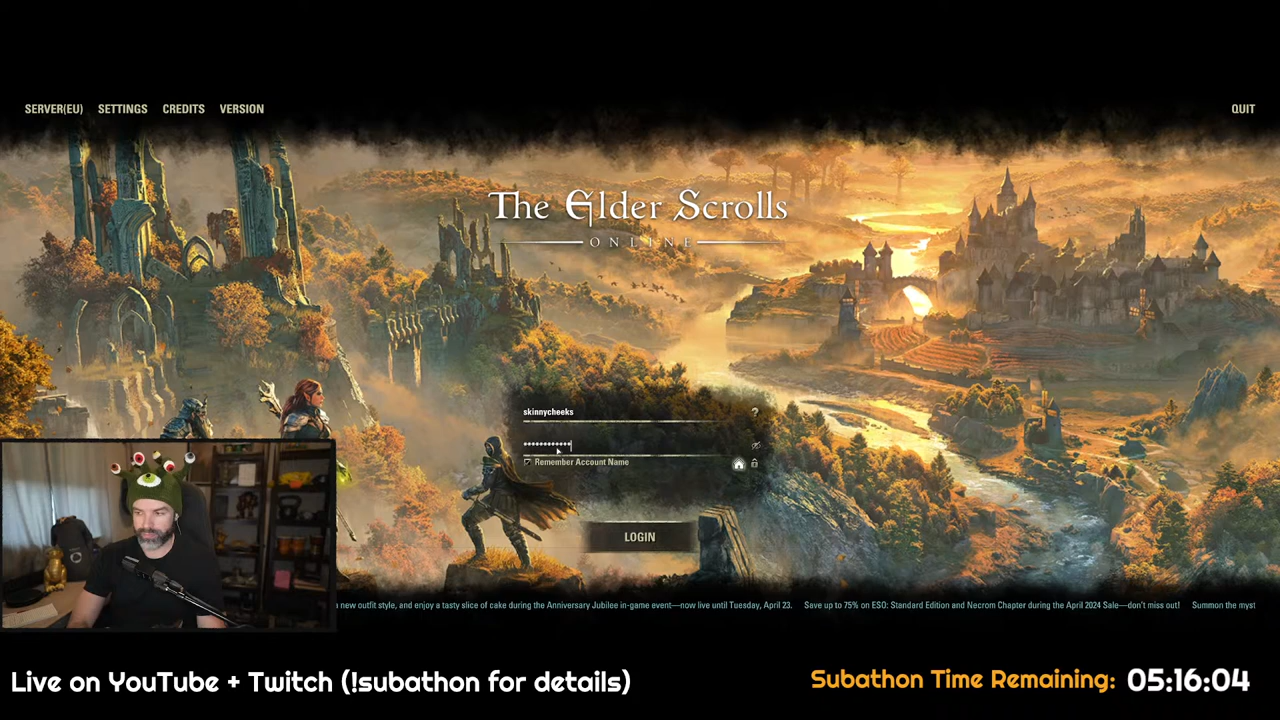 SERVER(EU) SETTINGS CREDITS VERSION QUIT
The Elder Scrolls
ONLINE
skinnycheeks ?
Remember Account Name
LOGIN
new outfit style, and enjoy a tasty slice of cake during the Anniversary Jubilee in-game event—now live until Tuesday, April 23. Save up to 75% on ESO: Standard Edition and Necrom Chapter during the April 2024 Sale—don't miss out! Summon the myst
Live on YouTube + Twitch (!subathon for details)
Subathon Time Remaining: 05:16:04